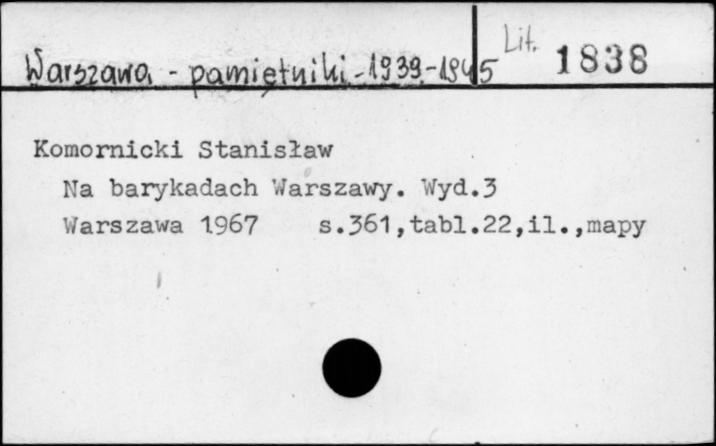 Warszawa - pamiętniki - 1939-1945 Lit. 1838
Komornicki Stanisław
Na barykadach Warszawy. Wyd.3
Warszawa 1967 s.361,tabl.22,il.,mapy